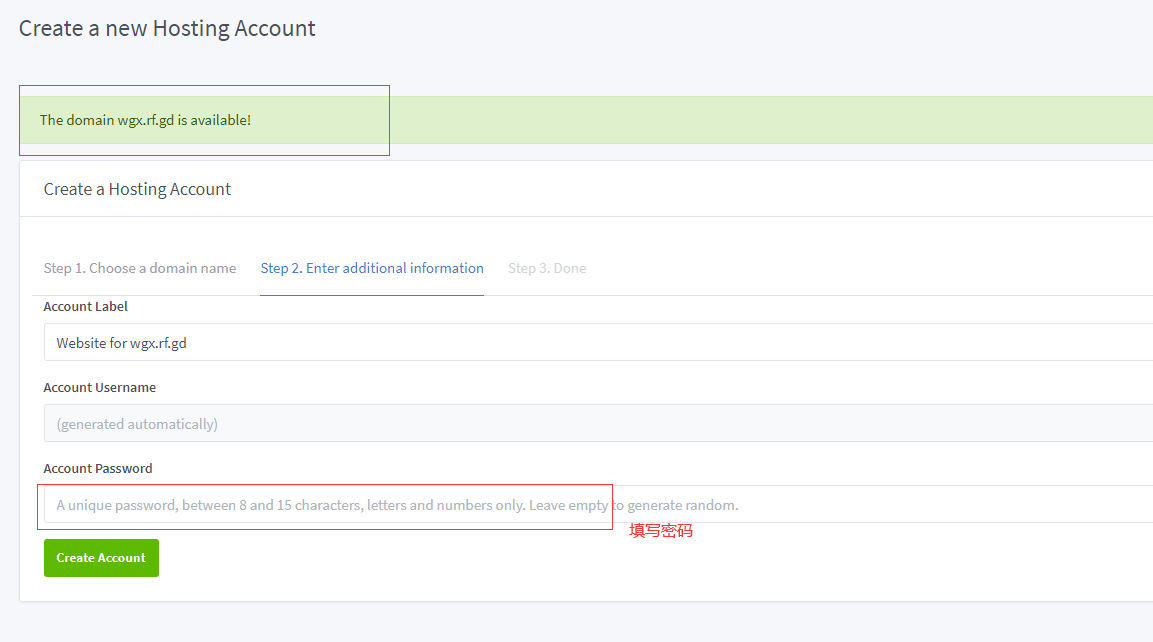 Create a new Hosting Account
The domain wgx.rf.gd is available!
Create a Hosting Account
Step 1. Choose a domain name Step 2. Enter additional information Step 3. Done
Account Label
Website for wgx.rf.gd
Account Username
(generated automatically)
Account Password
A unique password, between 8 and 15 characters, letters and numbers only. Leave empty to generate random.
填写密码
Create Account